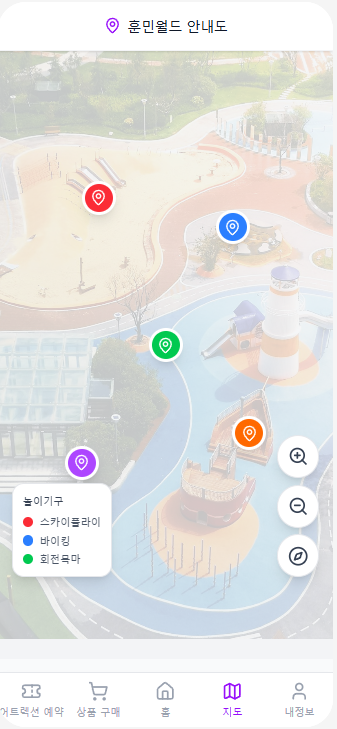 훈민월드 안내도
놀이기구
스카이플라이
바이킹
회전목마
어트랙션 예약
상품 구매
홈
지도
내정보